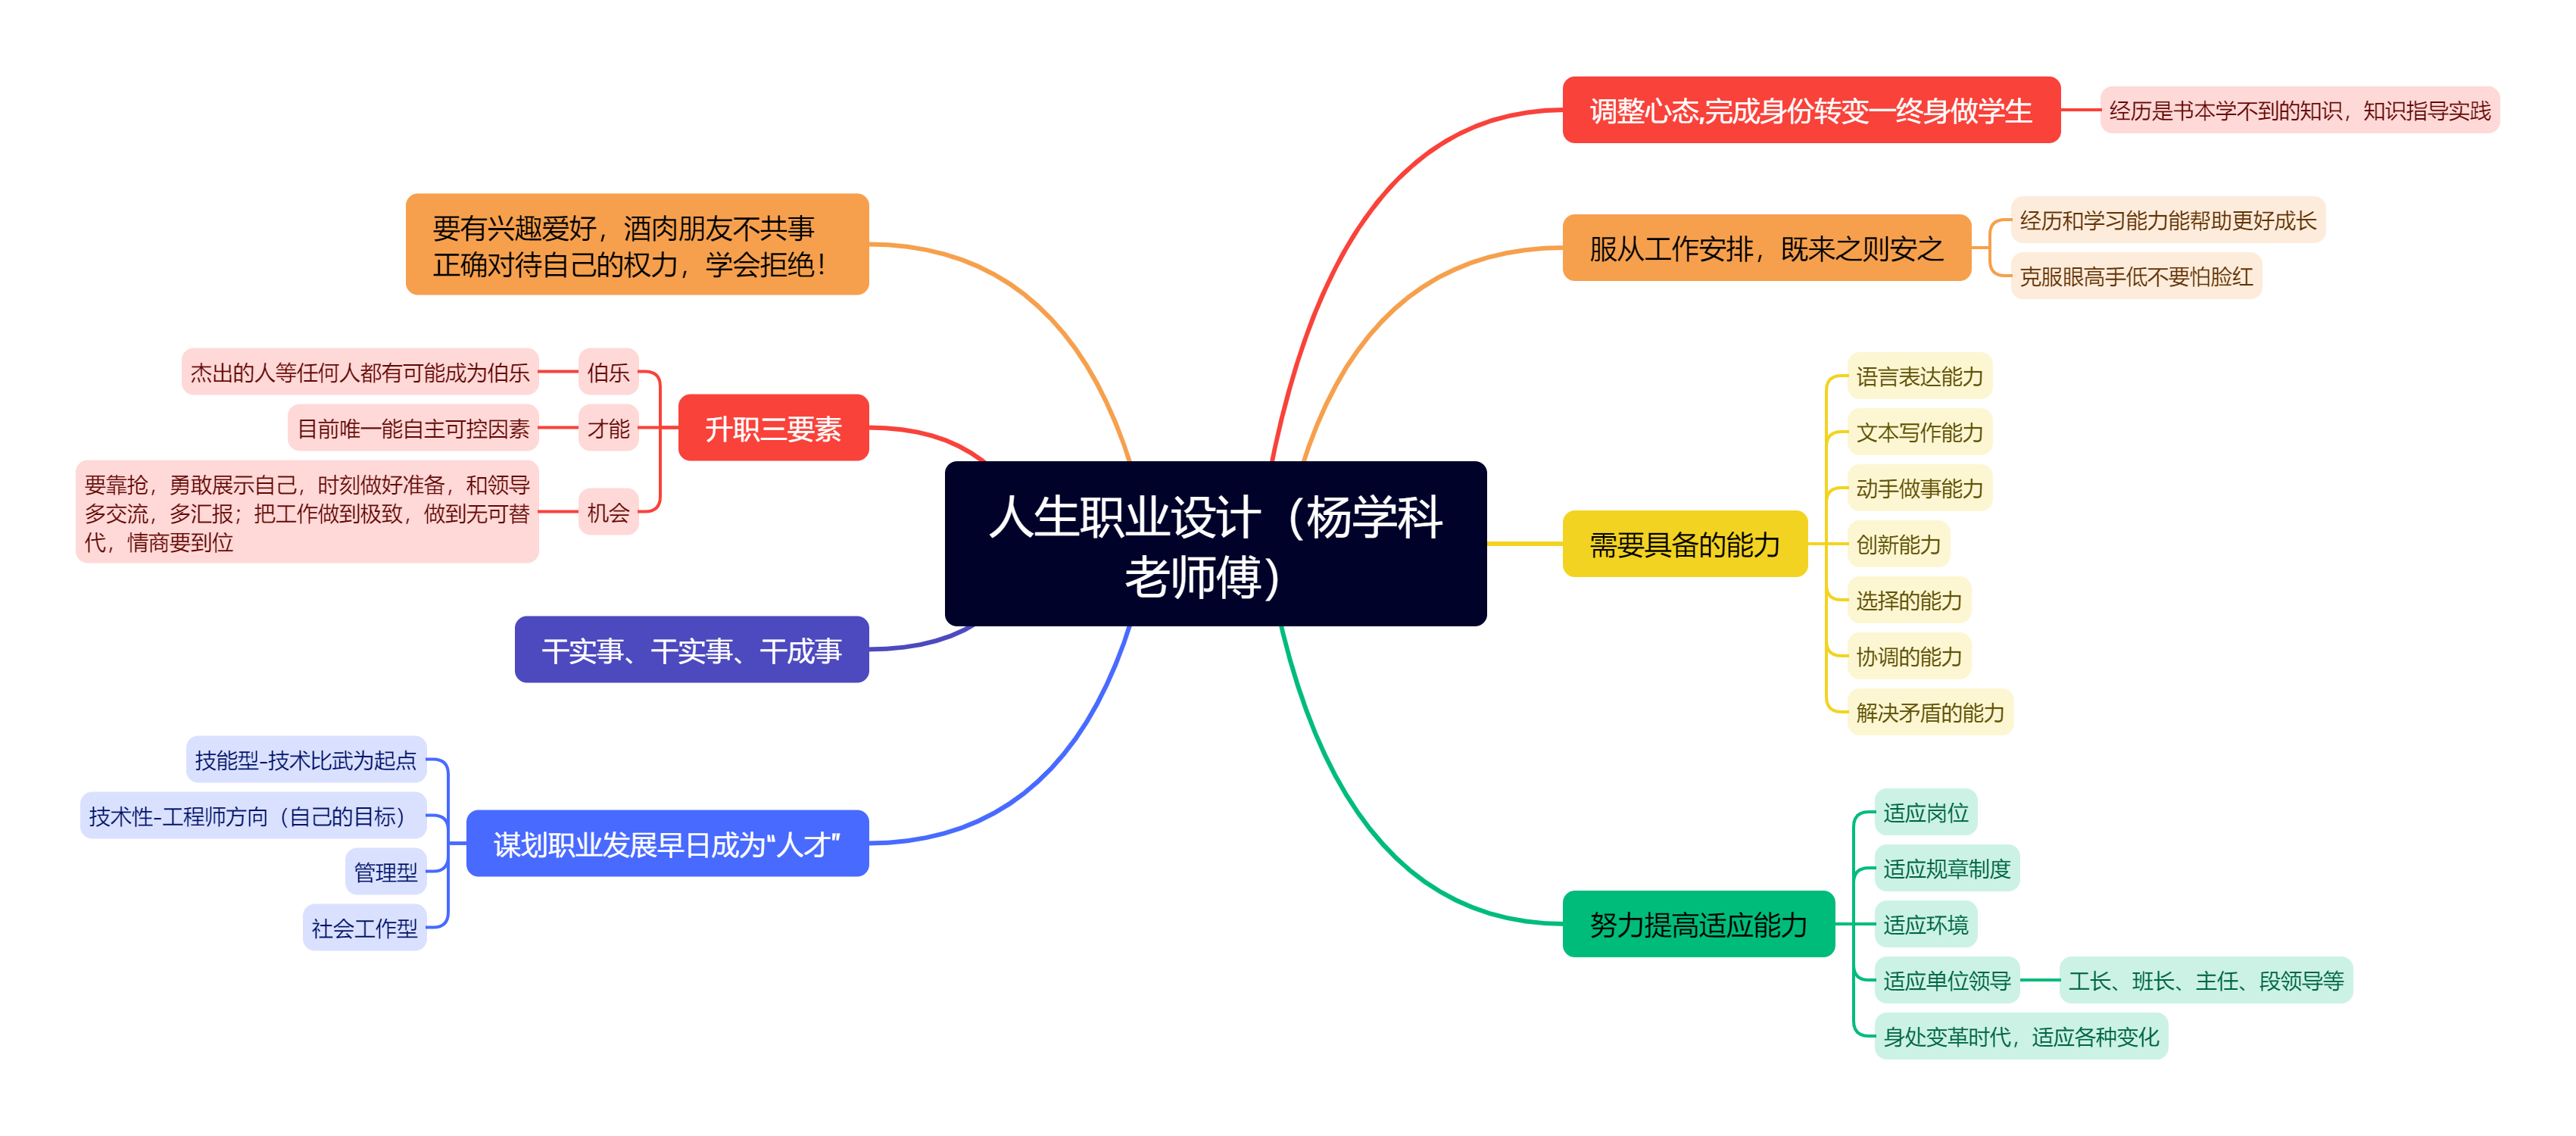 人生职业设计（杨学科
老师傅）
调整心态,完成身份转变一终身做学生
经历是书本学不到的知识，知识指导实践
服从工作安排，既来之则安之
经历和学习能力能帮助更好成长
克服眼高手低不要怕脸红
需要具备的能力
语言表达能力
文本写作能力
动手做事能力
创新能力
选择的能力
协调的能力
解决矛盾的能力
努力提高适应能力
适应岗位
适应规章制度
适应环境
适应单位领导
工长、班长、主任、段领导等
身处变革时代，适应各种变化
要有兴趣爱好，酒肉朋友不共事
正确对待自己的权力，学会拒绝！
升职三要素
伯乐
杰出的人等任何人都有可能成为伯乐
才能
目前唯一能自主可控因素
机会
要靠抢，勇敢展示自己，时刻做好准备，和领导
多交流，多汇报；把工作做到极致，做到无可替
代，情商要到位
干实事、干实事、干成事
谋划职业发展早日成为“人才”
技能型-技术比武为起点
技术性-工程师方向（自己的目标）
管理型
社会工作型